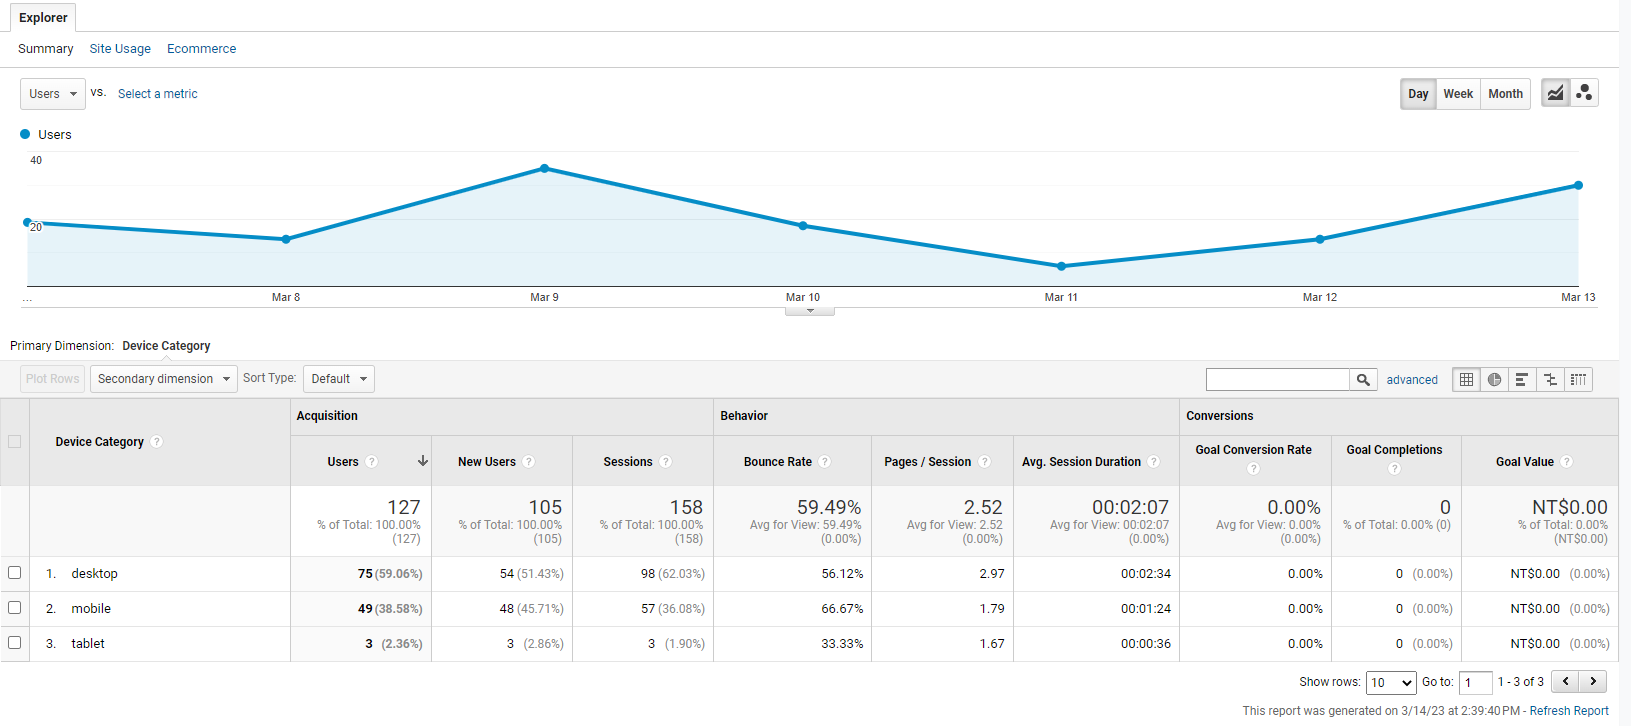 Explorer
Summary Site Usage Ecommerce
Users vs. Select a metric Day Week Month
Users
40
20
... Mar 8 Mar 9 Mar 10 Mar 11 Mar 12 Mar 13
Primary Dimension: Device Category
Plot Rows Secondary dimension Sort Type: Default advanced
Device Category ? Acquisition Behavior Conversions
Users ? New Users ? Sessions ? Bounce Rate ? Pages / Session ? Avg. Session Duration ? Goal Conversion Rate ? Goal Completions ? Goal Value ?
127 105 158 59.49% 2.52 00:02:07 0.00% 0 NT$0.00
% of Total: 100.00% % of Total: 100.00% % of Total: 100.00% Avg for View: 59.49% Avg for View: 2.52 Avg for View: 00:02:07 Avg for View: 0.00% % of Total: 0.00% (0) % of Total: 0.00%
(127) (105) (158) (0.00%) (0.00%) (0.00%) (0.00%) (NT$0.00)
1. desktop 75 (59.06%) 54 (51.43%) 98 (62.03%) 56.12% 2.97 00:02:34 0.00% 0 (0.00%) NT$0.00 (0.00%)
2. mobile 49 (38.58%) 48 (45.71%) 57 (36.08%) 66.67% 1.79 00:01:24 0.00% 0 (0.00%) NT$0.00 (0.00%)
3. tablet 3 (2.36%) 3 (2.86%) 3 (1.90%) 33.33% 1.67 00:00:36 0.00% 0 (0.00%) NT$0.00 (0.00%)
Show rows: 10 Go to: 1 1 - 3 of 3
This report was generated on 3/14/23 at 2:39:40 PM - Refresh Report